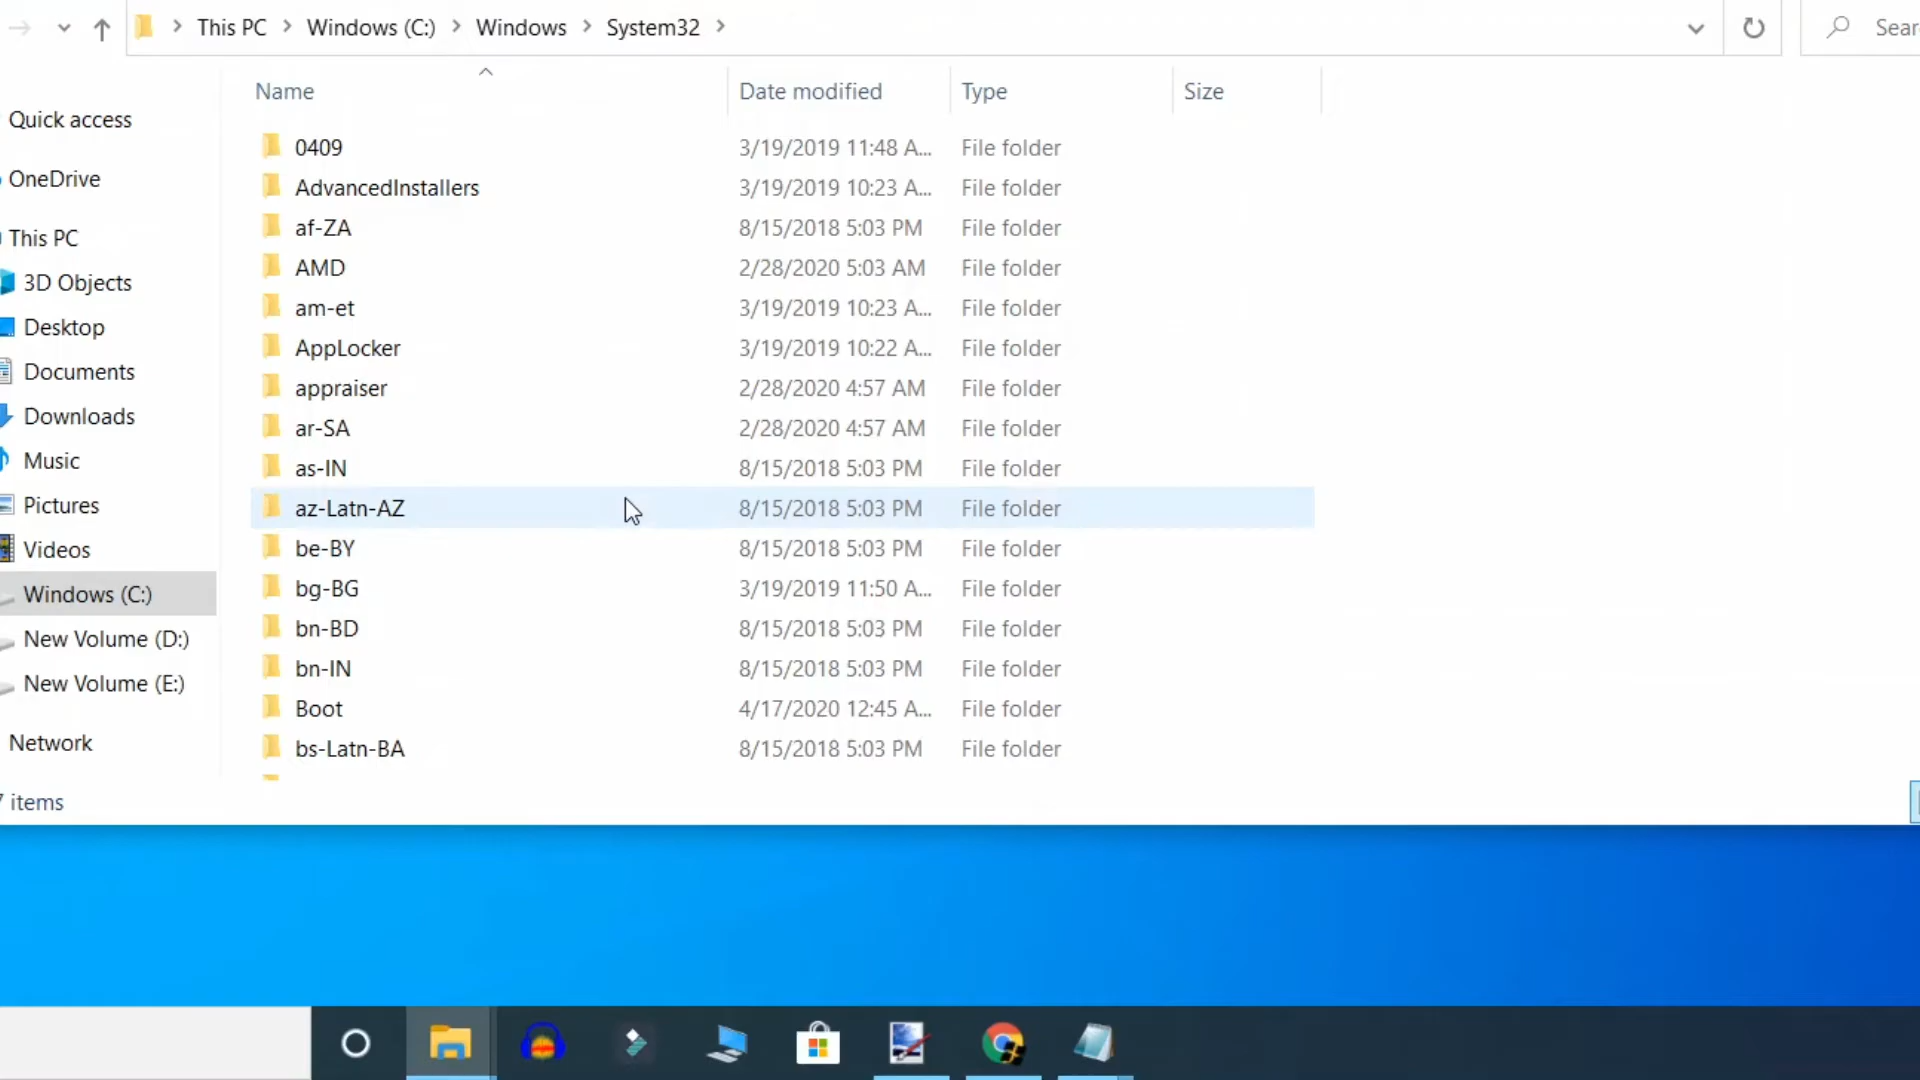 This PC > Windows (C:) > Windows > System32 >
Name Date modified Type Size
Quick access
OneDrive
This PC
3D Objects
Desktop
Documents
Downloads
Music
Pictures
Videos
Windows (C:)
New Volume (D:)
New Volume (E:)
Network
0409 3/19/2019 11:48 A... File folder
AdvancedInstallers 3/19/2019 10:23 A... File folder
af-ZA 8/15/2018 5:03 PM File folder
AMD 2/28/2020 5:03 AM File folder
am-et 3/19/2019 10:23 A... File folder
AppLocker 3/19/2019 10:22 A... File folder
appraiser 2/28/2020 4:57 AM File folder
ar-SA 2/28/2020 4:57 AM File folder
as-IN 8/15/2018 5:03 PM File folder
az-Latn-AZ 8/15/2018 5:03 PM File folder
be-BY 8/15/2018 5:03 PM File folder
bg-BG 3/19/2019 11:50 A... File folder
bn-BD 8/15/2018 5:03 PM File folder
bn-IN 8/15/2018 5:03 PM File folder
Boot 4/17/2020 12:45 A... File folder
bs-Latn-BA 8/15/2018 5:03 PM File folder
items